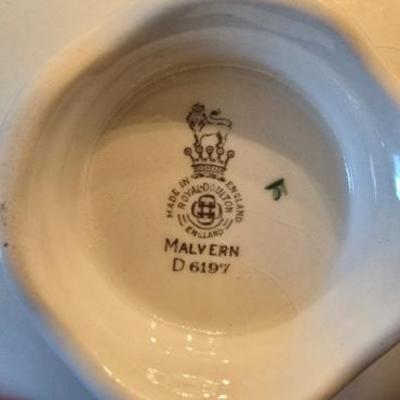 MADE IN ENGLAND
ROYAL·DOULTON
ENGLAND
MALVERN
D 6197